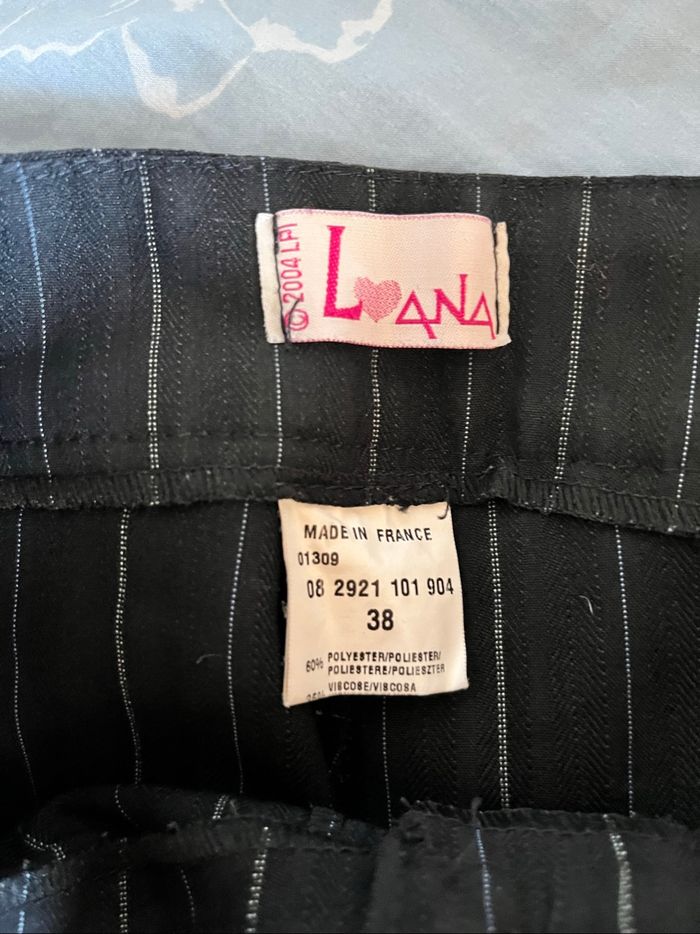 © 2004 LPI
L♥ANA
MADE IN FRANCE
01309
08 2921 101 904
38
60% POLYESTER/POLIESTER/
POLIESTERE/POLIESZTER
VISCOSE/VISCOSA